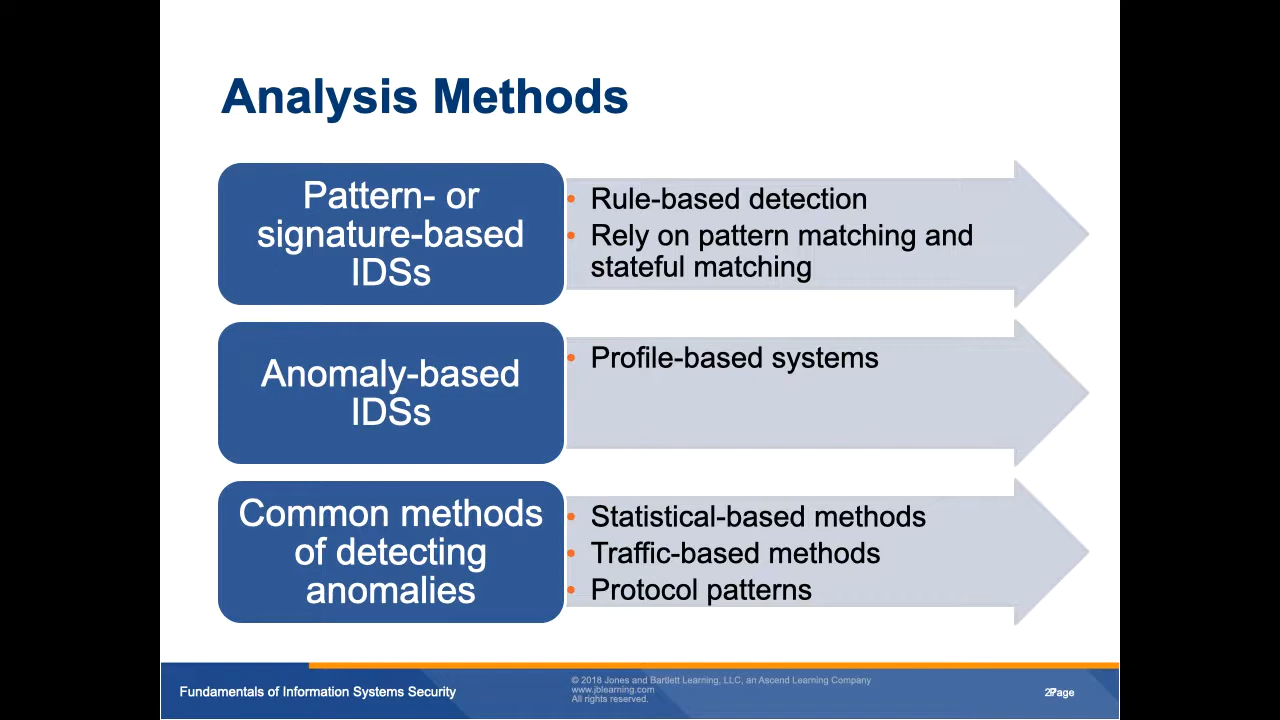 Analysis Methods
Pattern- or
signature-based
IDSs
• Rule-based detection
• Rely on pattern matching and
stateful matching
Anomaly-based
IDSs
• Profile-based systems
Common methods
of detecting
anomalies
• Statistical-based methods
• Traffic-based methods
• Protocol patterns
Fundamentals of Information Systems Security
© 2018 Jones and Bartlett Learning, LLC, an Ascend Learning Company
www.jblearning.com
All rights reserved.
Page